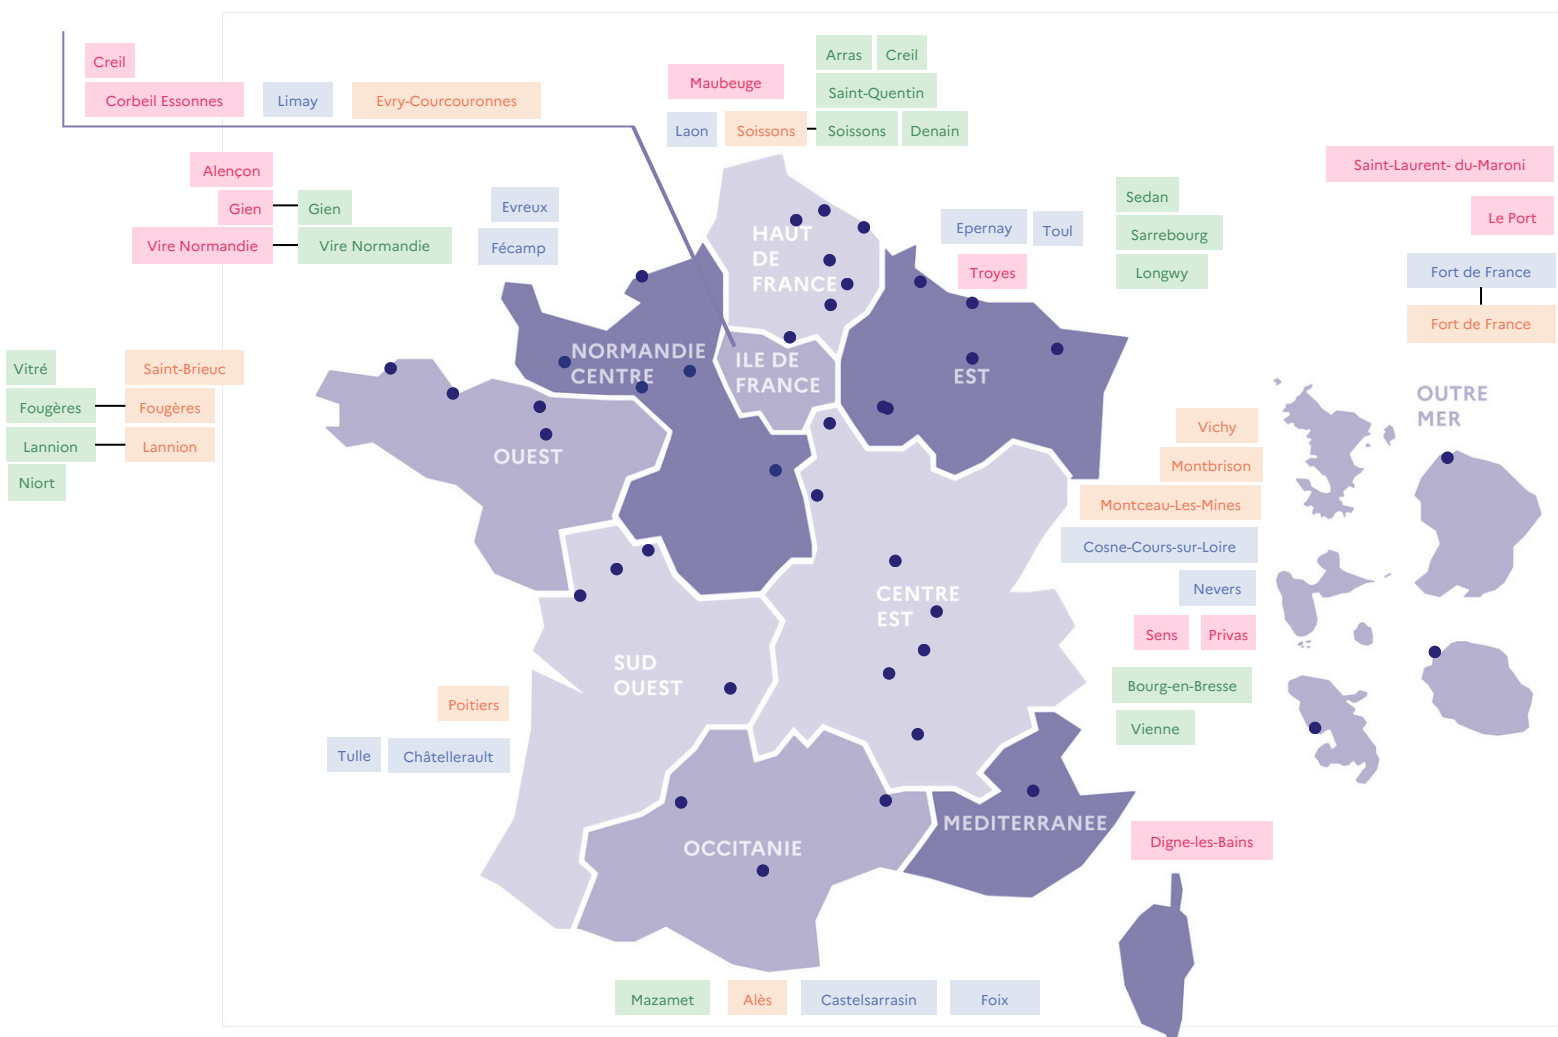 Creil
Corbeil Essonnes
Limay
Evry-Courcouronnes
Maubeuge
Arras
Creil
Saint-Quentin
Laon
Soissons
Soissons
Denain
Alençon
Gien
Gien
Vire Normandie
Vire Normandie
Evreux
Fécamp
Epernay
Toul
Troyes
Sedan
Sarrebourg
Longwy
Saint-Laurent- du-Maroni
Le Port
Fort de France
Fort de France
Vitré
Saint-Brieuc
Fougères
Fougères
Lannion
Lannion
Niort
HAUT
DE
FRANCE
NORMANDIE
CENTRE
ILE DE
FRANCE
EST
OUEST
OUTRE
MER
Vichy
Montbrison
Montceau-Les-Mines
Cosne-Cours-sur-Loire
Nevers
Sens
Privas
Bourg-en-Bresse
Vienne
CENTRE
EST
SUD
OUEST
Poitiers
Tulle
Châtellerault
OCCITANIE
MEDITERRANEE
Digne-les-Bains
Mazamet
Alès
Castelsarrasin
Foix